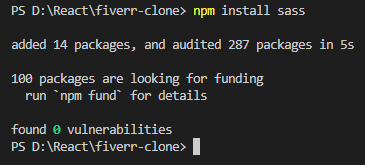 PS D:\React\fiverr-clone> npm install sass
added 14 packages, and audited 287 packages in 5s
100 packages are looking for funding
run `npm fund` for details
found 0 vulnerabilities
PS D:\React\fiverr-clone>